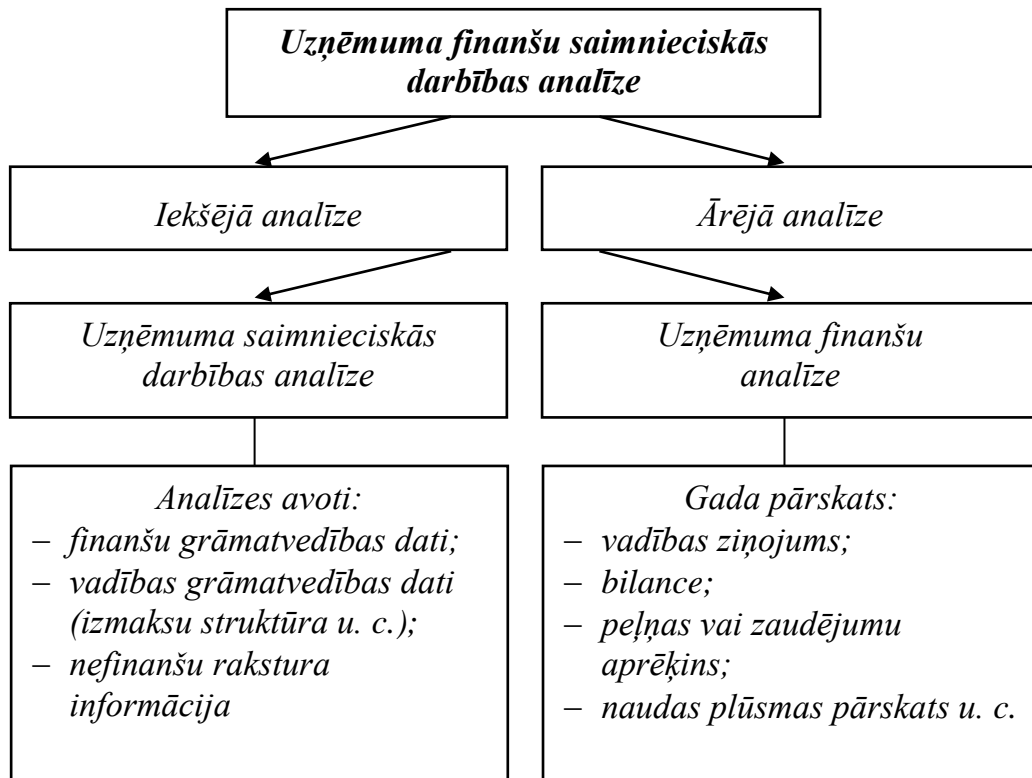 Uzņēmuma finanšu saimnieciskās
darbības analīze
Iekšējā analīze
Ārējā analīze
Uzņēmuma saimnieciskās
darbības analīze
Uzņēmuma finanšu
analīze
Analīzes avoti:
– finanšu grāmatvedības dati;
– vadības grāmatvedības dati
(izmaksu struktūra u. c.);
– nefinanšu rakstura
informācija
Gada pārskats:
– vadības ziņojums;
– bilance;
– peļņas vai zaudējumu
aprēķins;
– naudas plūsmas pārskats u. c.